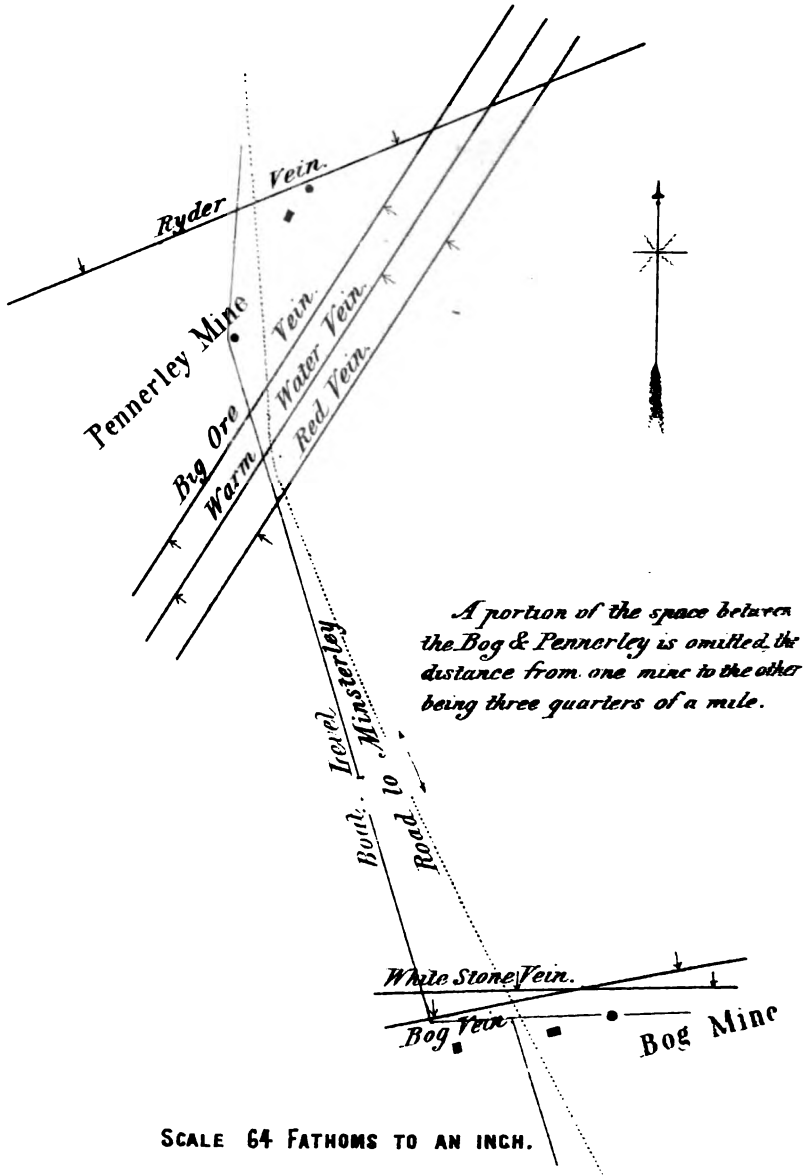 Ryder Vein.
Pennerley Mine
Big Ore Vein.
Warm Water Vein.
Red Vein.
A portion of the space between
the Bog & Pennerley is omitted, the
distance from one mine to the other
being three quarters of a mile.
Boat Level
Road to Minsterley
White Stone Vein.
Bog Vein
Bog Mine
SCALE 64 FATHOMS TO AN INCH.